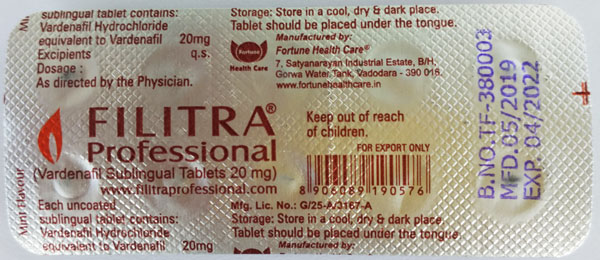 sublingual tablet contains:
Vardenafil Hydrochloride
equivalent to Vardenafil 20mg
Excipients q.s.
Dosage :
As directed by the Physician.
Storage: Store in a cool, dry & dark place.
Tablet should be placed under the tongue.
Manufactured by:
Fortune Health Care®
7, Satyanarayan Industrial Estate, B/H,
Gorwa Water Tank, Vadodara - 390 016.
www.fortunehealthcare.in
Fortune
Health Care
FILITRA®
Professional
(Vardenafil Sublingual Tablets 20 mg)
www.filitraprofessional.com
Keep out of reach
of children.
FOR EXPORT ONLY
8 906089 190576
Mint Flavour
Each uncoated
sublingual tablet contains:
Vardenafil Hydrochloride
equivalent to Vardenafil 20mg
Mfg. Lic. No.: G/25-A/3167-A
Storage: Store in a cool, dry & dark place.
Tablet should be placed under the tongue.
Manufactured by:
B.NO.TF-380003
MFD.05/2019
EXP. 04/2022